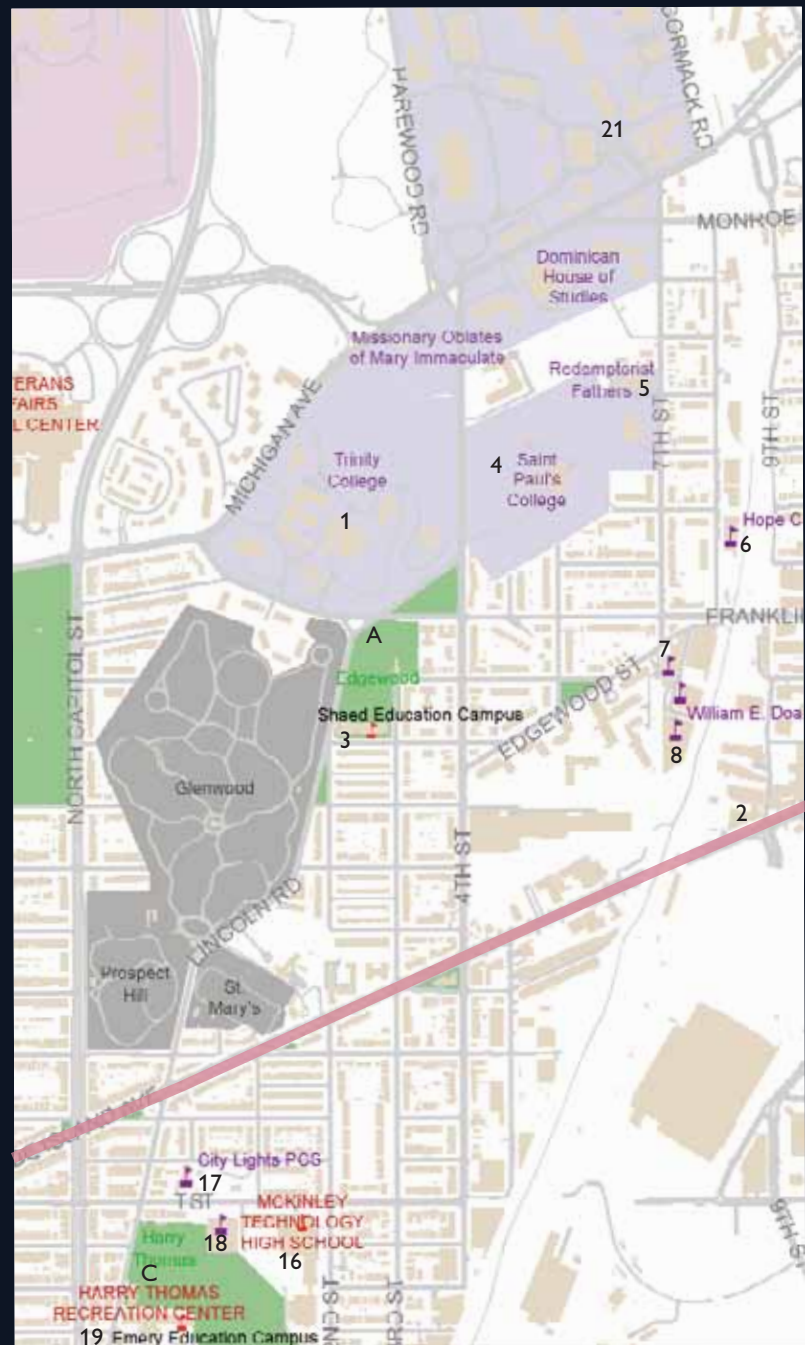 HAREWOOD RD
21
MONROE
Dominican
House of
Studies
Missionary Oblates
of Mary Immaculate
Redemptorist
Fathers
5
ERANS
FAIRS
L CENTER
MICHIGAN AVE
7TH ST
9TH ST
Trinity
College
1
4
Saint
Paul's
College
Hope C
6
NORTH CAPITOL ST
FRANKLI
A
Edgewood
7
EDGEWOOD ST
Shaed Education Campus
3
William E. Doa
8
Glenwood
2
4TH ST
LINCOLN RD
Prospect
Hill
St.
Mary's
City Lights PCS
17
T ST
MCKINLEY
TECHNOLOGY
HIGH SCHOOL
16
18
Harry
Thomas
C
HARRY THOMAS
RECREATION CENTER
19 Emery Education Campus
9TH ST